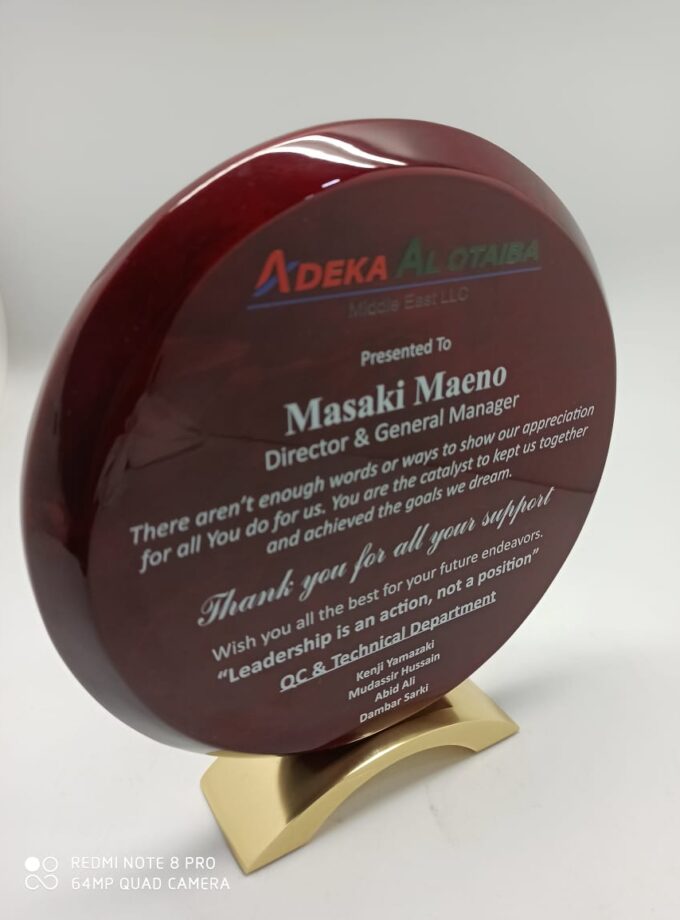 ADEKA AL OTAIBA
Middle East LLC
Presented To
Masaki Maeno
Director & General Manager
There aren't enough words or ways to show our appreciation
for all You do for us. You are the catalyst to kept us together
and achieved the goals we dream.
Thank you for all your support
Wish you all the best for your future endeavors.
"Leadership is an action, not a position"
QC & Technical Department
Kenji Yamazaki
Mudassir Hussain
Abid Ali
Dambar Sarki
REDMI NOTE 8 PRO
64MP QUAD CAMERA